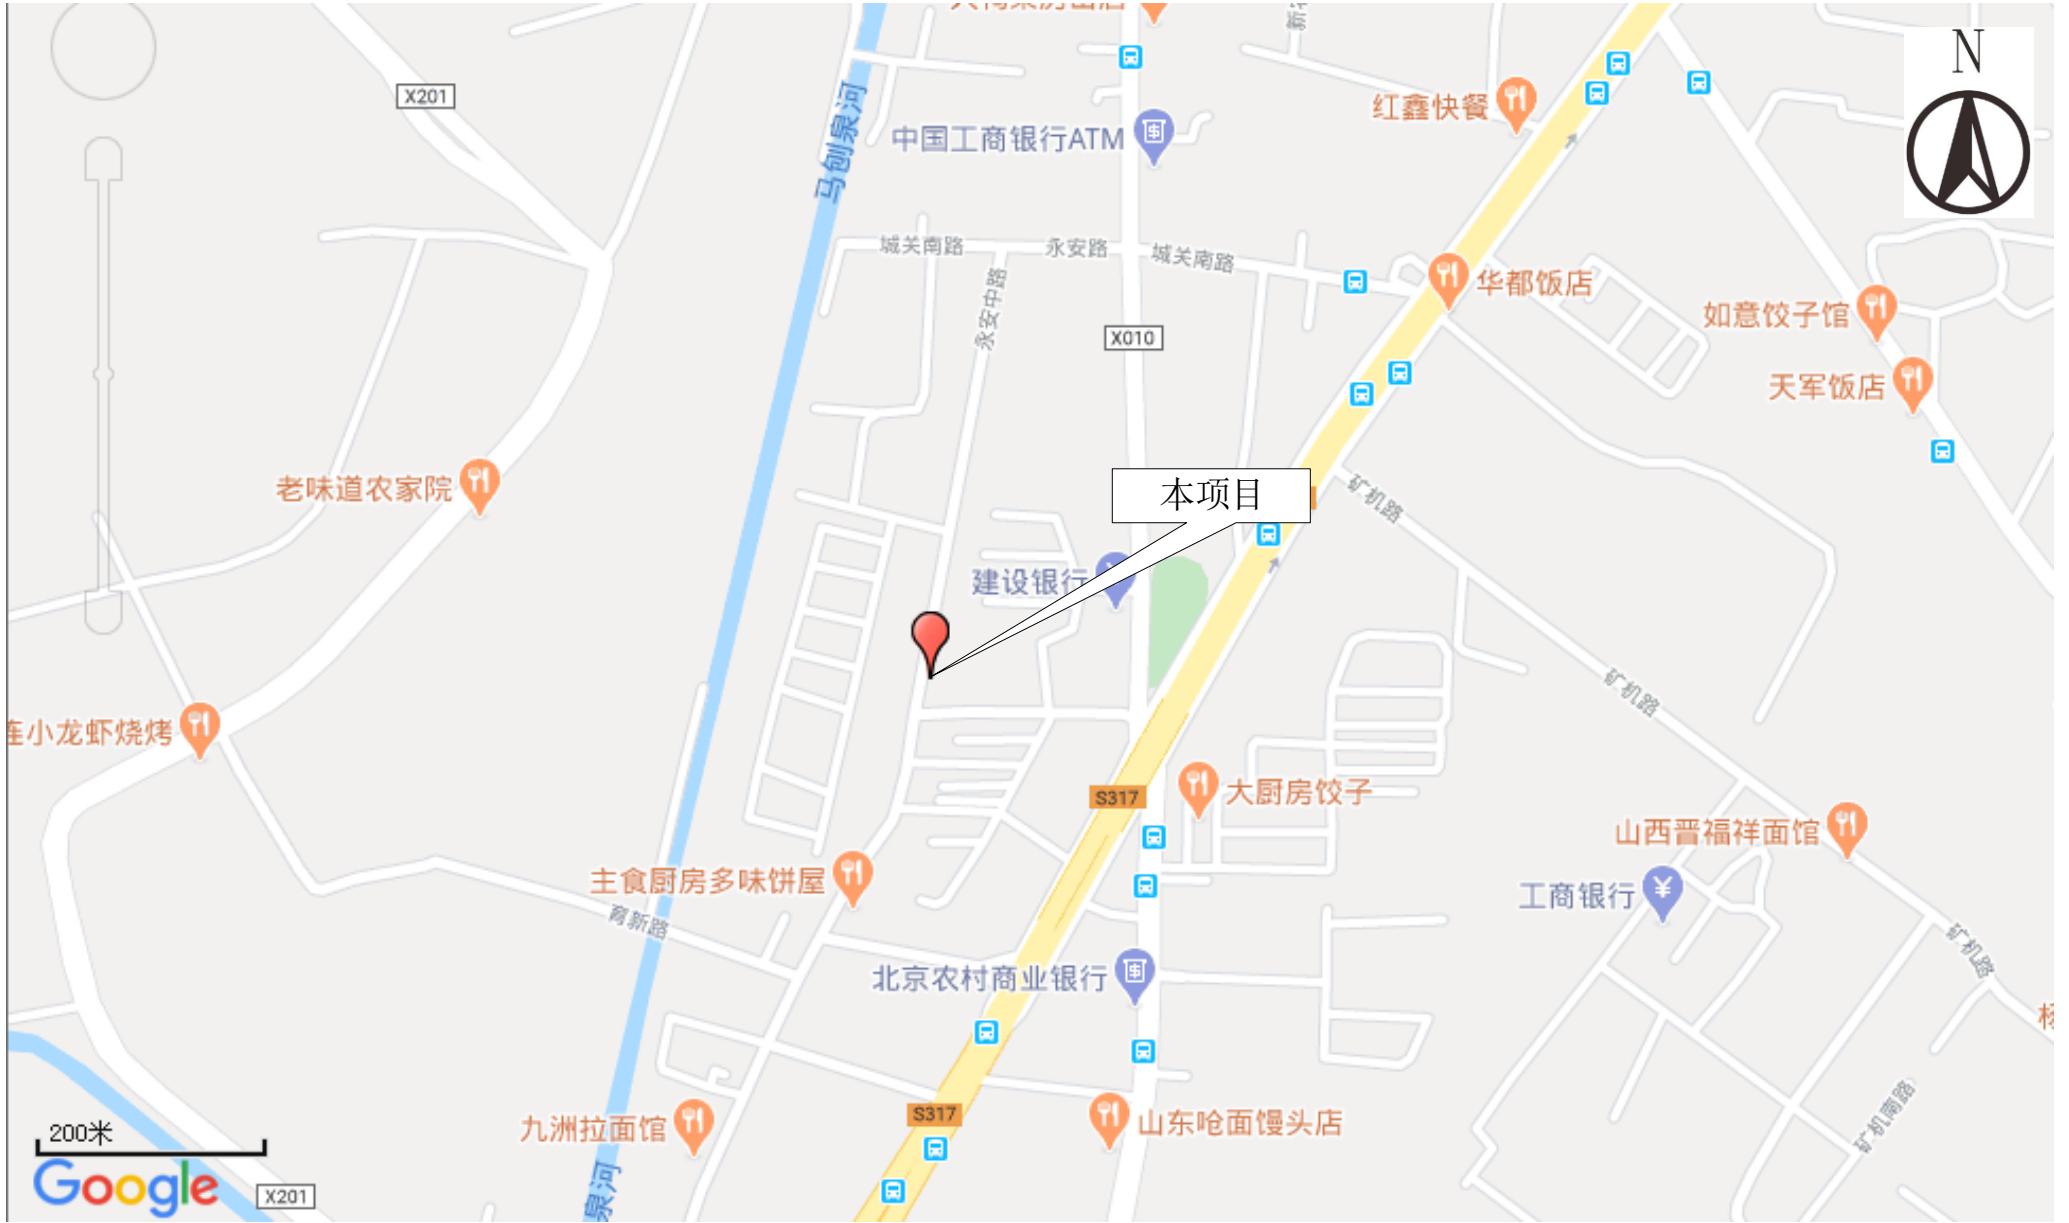 N
X201
马刨泉河
中国工商银行ATM
红鑫快餐
城关南路
永安路
城关南路
永安中路
华都饭店
X010
如意饺子馆
天军饭店
老味道农家院
本项目
矿机路
建设银行
矿机路
小龙虾烧烤
S317
大厨房饺子
山西晋福祥面馆
主食厨房多味饼屋
工商银行
育新路
矿机路
北京农村商业银行
S317
九洲拉面馆
山东呛面馒头店
矿机南路
200米
Google
X201
泉河